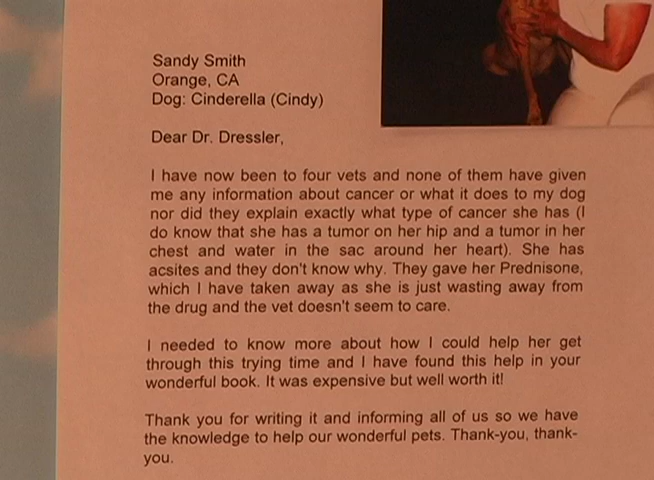 Sandy Smith
Orange, CA
Dog: Cinderella (Cindy)
Dear Dr. Dressler,
I have now been to four vets and none of them have given
me any information about cancer or what it does to my dog
nor did they explain exactly what type of cancer she has (I
do know that she has a tumor on her hip and a tumor in her
chest and water in the sac around her heart). She has
acsites and they don't know why. They gave her Prednisone,
which I have taken away as she is just wasting away from
the drug and the vet doesn't seem to care.
I needed to know more about how I could help her get
through this trying time and I have found this help in your
wonderful book. It was expensive but well worth it!
Thank you for writing it and informing all of us so we have
the knowledge to help our wonderful pets. Thank-you, thank-
you.